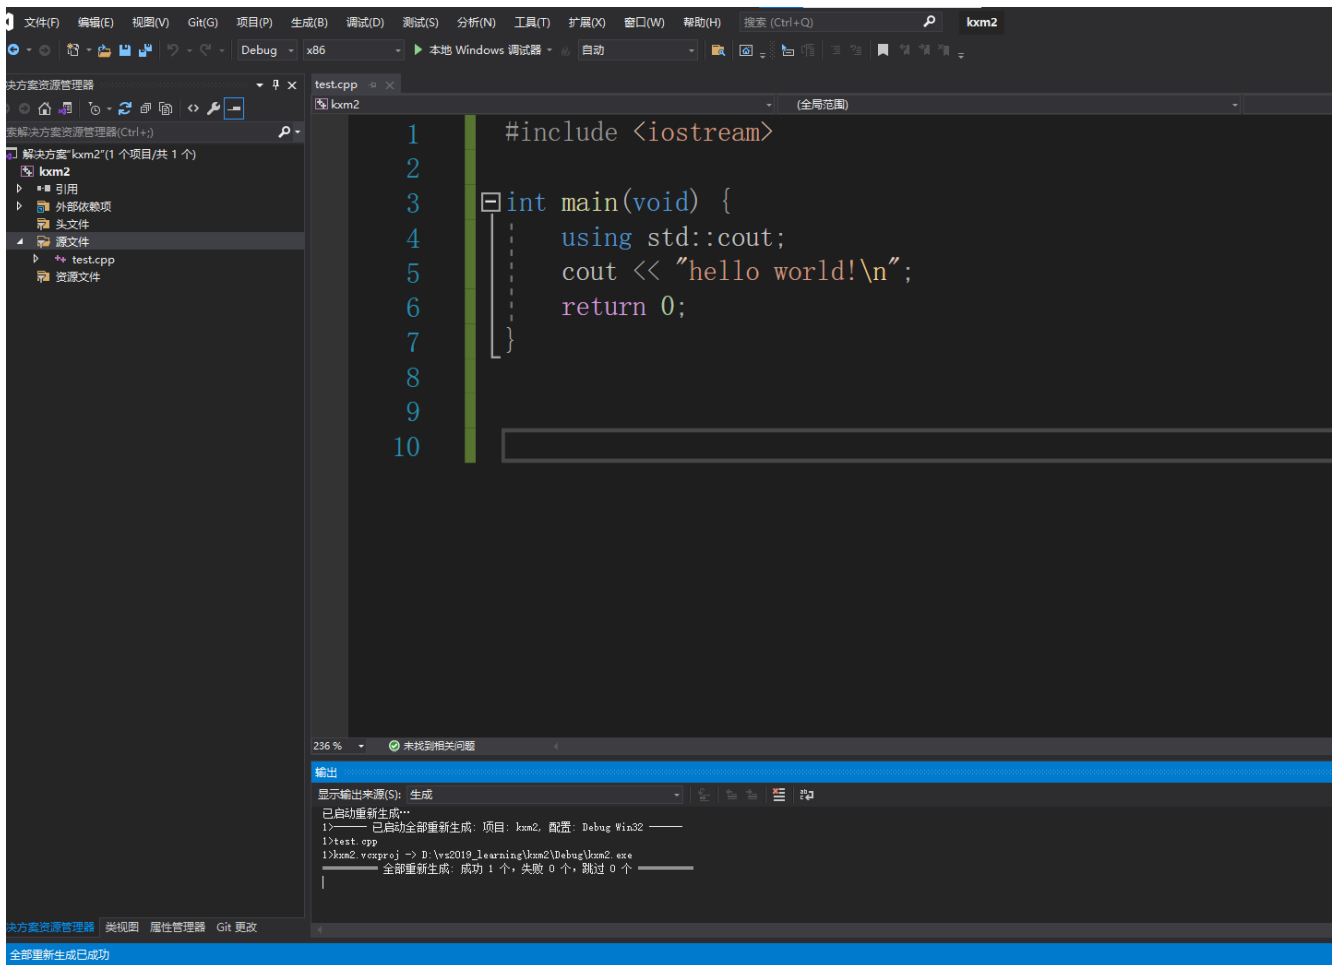 文件(F) 编辑(E) 视图(V) Git(G) 项目(P) 生成(B) 调试(D) 测试(S) 分析(N) 工具(T) 扩展(X) 窗口(W) 帮助(H) 搜索 (Ctrl+Q) kxm2
Debug x86 本地 Windows 调试器 自动
决方案资源管理器
索解决方案资源管理器(Ctrl+;)
解决方案"kxm2"(1 个项目/共 1 个)
kxm2
引用
外部依赖项
头文件
源文件
test.cpp
资源文件
test.cpp
kxm2 (全局范围)
1 #include <iostream>
2
3 int main(void) {
4 using std::cout;
5 cout << "hello world!\n";
6 return 0;
7 }
8
9
10
236 % 未找到相关问题
输出
显示输出来源(S): 生成
已启动重新生成…
1>------ 已启动全部重新生成: 项目: kxm2, 配置: Debug Win32 ------
1>test.cpp
1>kxm2.vcxproj -> D:\vs2019_learning\kxm2\Debug\kxm2.exe
========== 全部重新生成: 成功 1 个，失败 0 个，跳过 0 个 ==========
决方案资源管理器 类视图 属性管理器 Git 更改
全部重新生成已成功